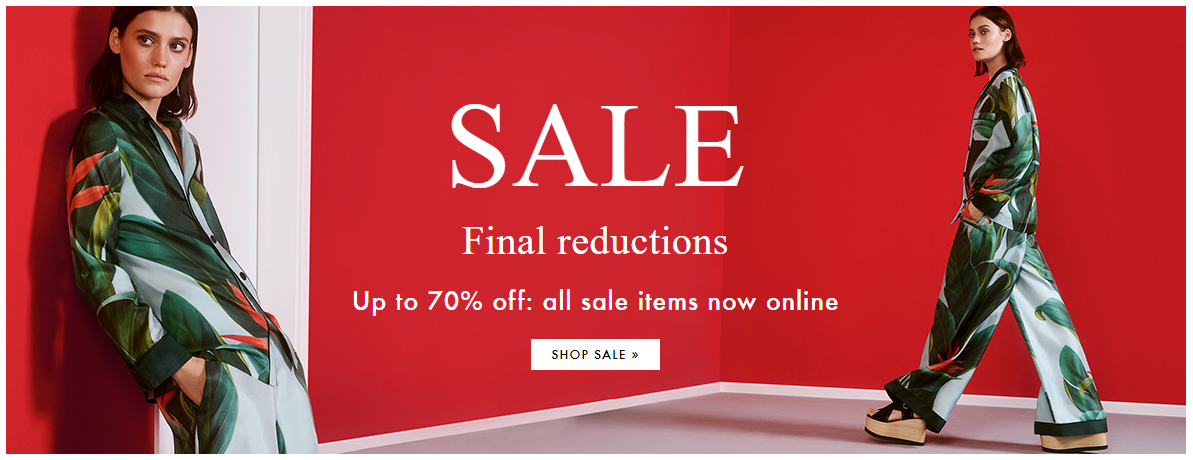 SALE
Final reductions
Up to 70% off: all sale items now online
SHOP SALE »